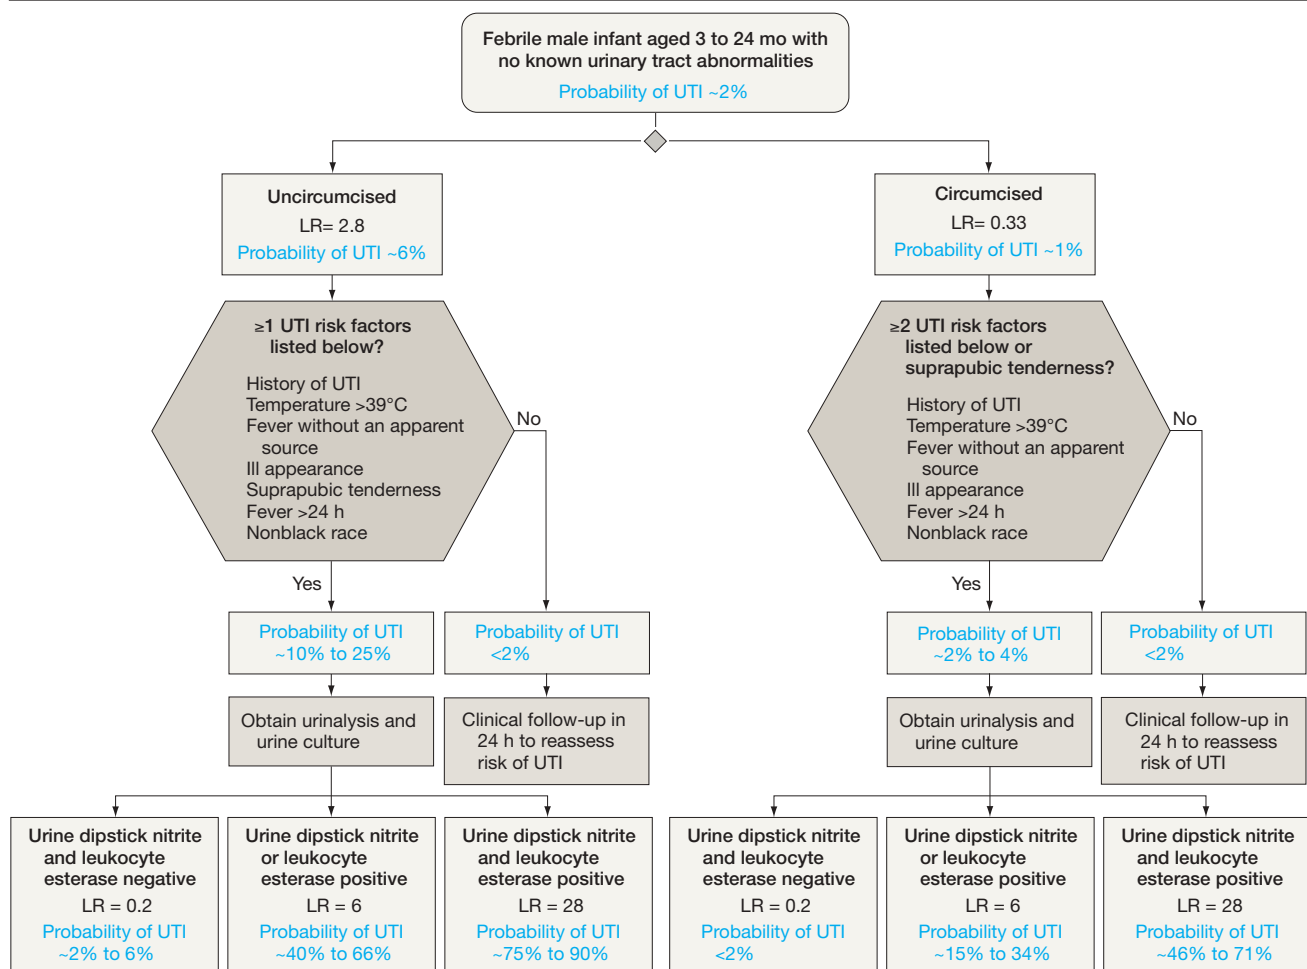 Febrile male infant aged 3 to 24 mo with
no known urinary tract abnormalities
Probability of UTI ~2%
Uncircumcised
LR= 2.8
Probability of UTI ~6%
Circumcised
LR= 0.33
Probability of UTI ~1%
≥1 UTI risk factors
listed below?
History of UTI
Temperature >39°C
Fever without an apparent
source
Ill appearance
Suprapubic tenderness
Fever >24 h
Nonblack race
No
Yes
≥2 UTI risk factors
listed below or
suprapubic tenderness?
History of UTI
Temperature >39°C
Fever without an apparent
source
Ill appearance
Fever >24 h
Nonblack race
No
Yes
Probability of UTI
~10% to 25%
Probability of UTI
<2%
Probability of UTI
~2% to 4%
Probability of UTI
<2%
Obtain urinalysis and
urine culture
Clinical follow-up in
24 h to reassess
risk of UTI
Obtain urinalysis and
urine culture
Clinical follow-up in
24 h to reassess
risk of UTI
Urine dipstick nitrite
and leukocyte
esterase negative
LR = 0.2
Probability of UTI
~2% to 6%
Urine dipstick nitrite
or leukocyte
esterase positive
LR = 6
Probability of UTI
~40% to 66%
Urine dipstick nitrite
and leukocyte
esterase positive
LR = 28
Probability of UTI
~75% to 90%
Urine dipstick nitrite
and leukocyte
esterase negative
LR = 0.2
Probability of UTI
<2%
Urine dipstick nitrite
or leukocyte
esterase positive
LR = 6
Probability of UTI
~15% to 34%
Urine dipstick nitrite
and leukocyte
esterase positive
LR = 28
Probability of UTI
~46% to 71%